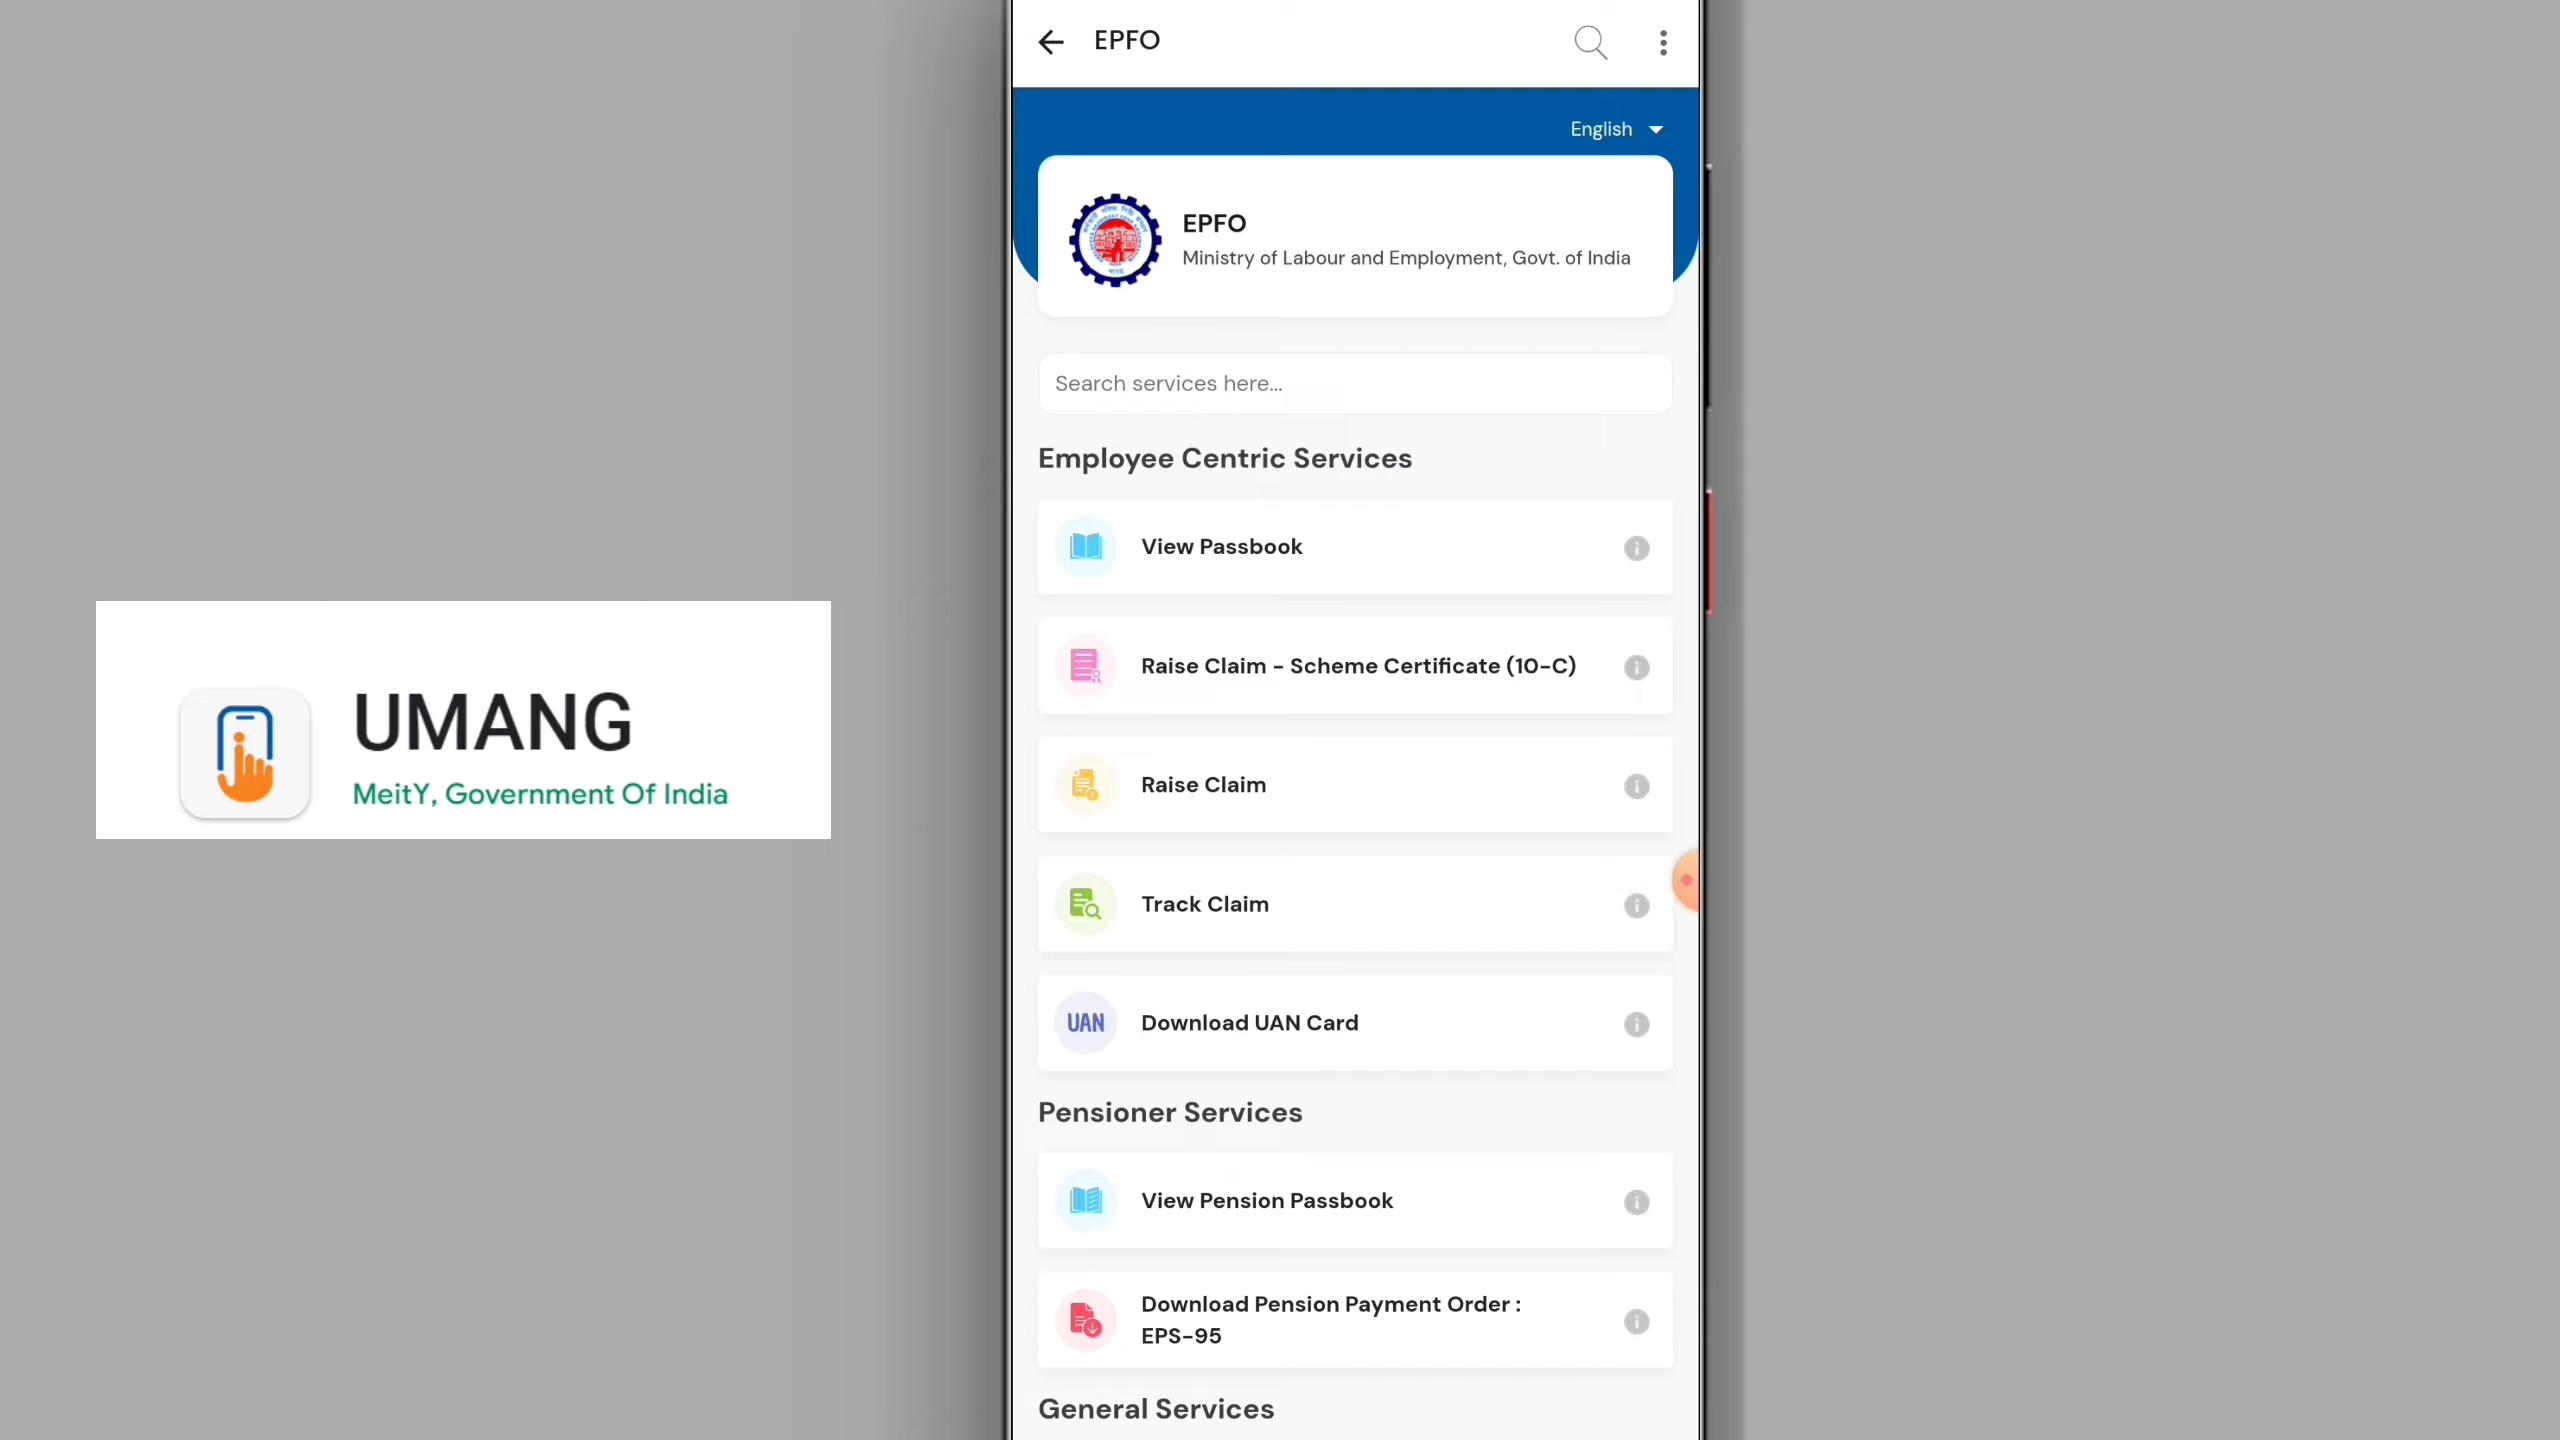 EPFO
English
EPFO
Ministry of Labour and Employment, Govt. of India
Search services here...
Employee Centric Services
View Passbook
Raise Claim - Scheme Certificate (10-C)
Raise Claim
Track Claim
UAN
Download UAN Card
Pensioner Services
View Pension Passbook
Download Pension Payment Order :
EPS-95
General Services
UMANG
MeitY, Government Of India